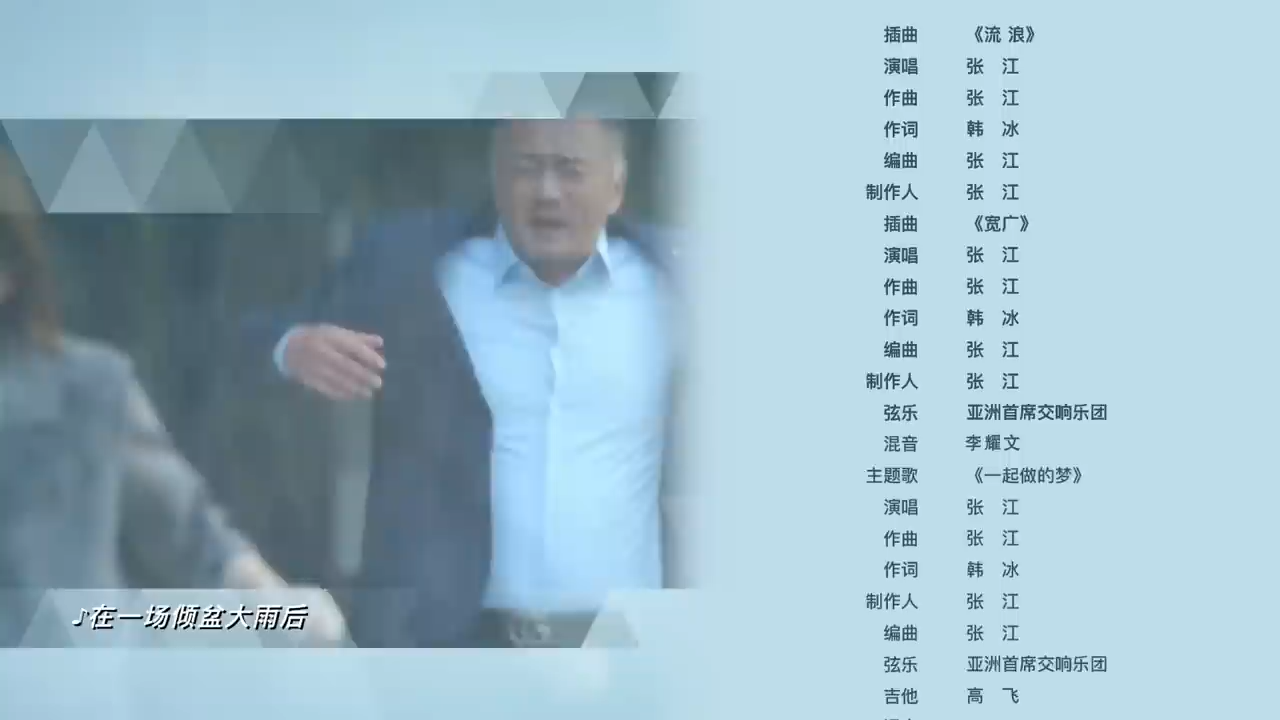 插曲 《流 浪》
演唱 张 江
作曲 张 江
作词 韩 冰
编曲 张 江
制作人 张 江
插曲 《宽广》
演唱 张 江
作曲 张 江
作词 韩 冰
编曲 张 江
制作人 张 江
弦乐 亚洲首席交响乐团
混音 李耀文
主题歌 《一起做的梦》
演唱 张 江
作曲 张 江
作词 韩 冰
制作人 张 江
编曲 张 江
弦乐 亚洲首席交响乐团
吉他 高 飞
♪在一场倾盆大雨后